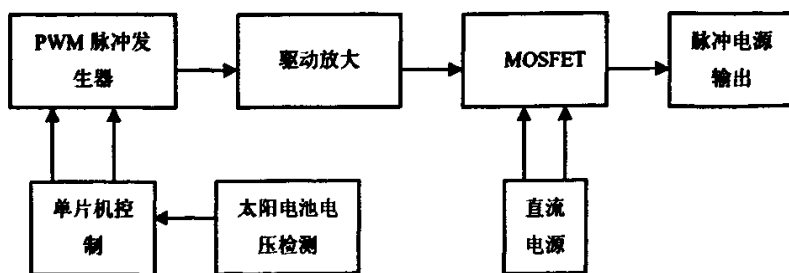 PWM 脉冲发
生器
驱动放大
MOSFET
脉冲电源
输出
单片机控
制
太阳电池电
压检测
直流
电源